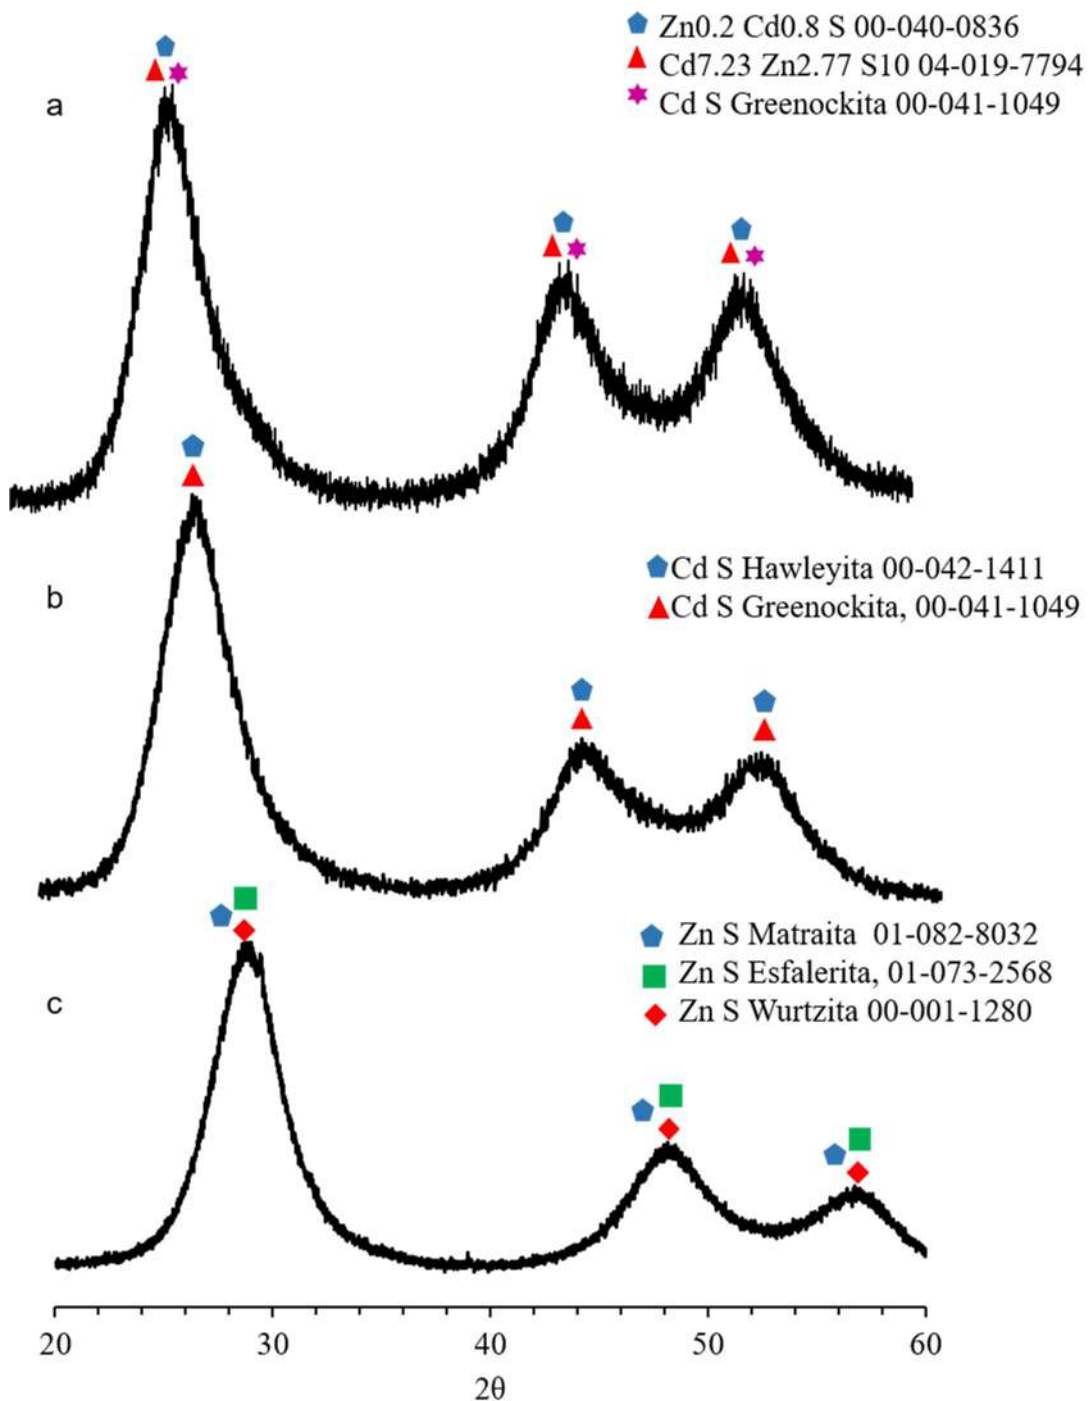 Zn0.2 Cd0.8 S 00-040-0836
Cd7.23 Zn2.77 S10 04-019-7794
Cd S Greenockita 00-041-1049
a
b
Cd S Hawleyita 00-042-1411
Cd S Greenockita, 00-041-1049
c
Zn S Matraita 01-082-8032
Zn S Esfalerita, 01-073-2568
Zn S Wurtzita 00-001-1280
20 30 40 50 60
2θ